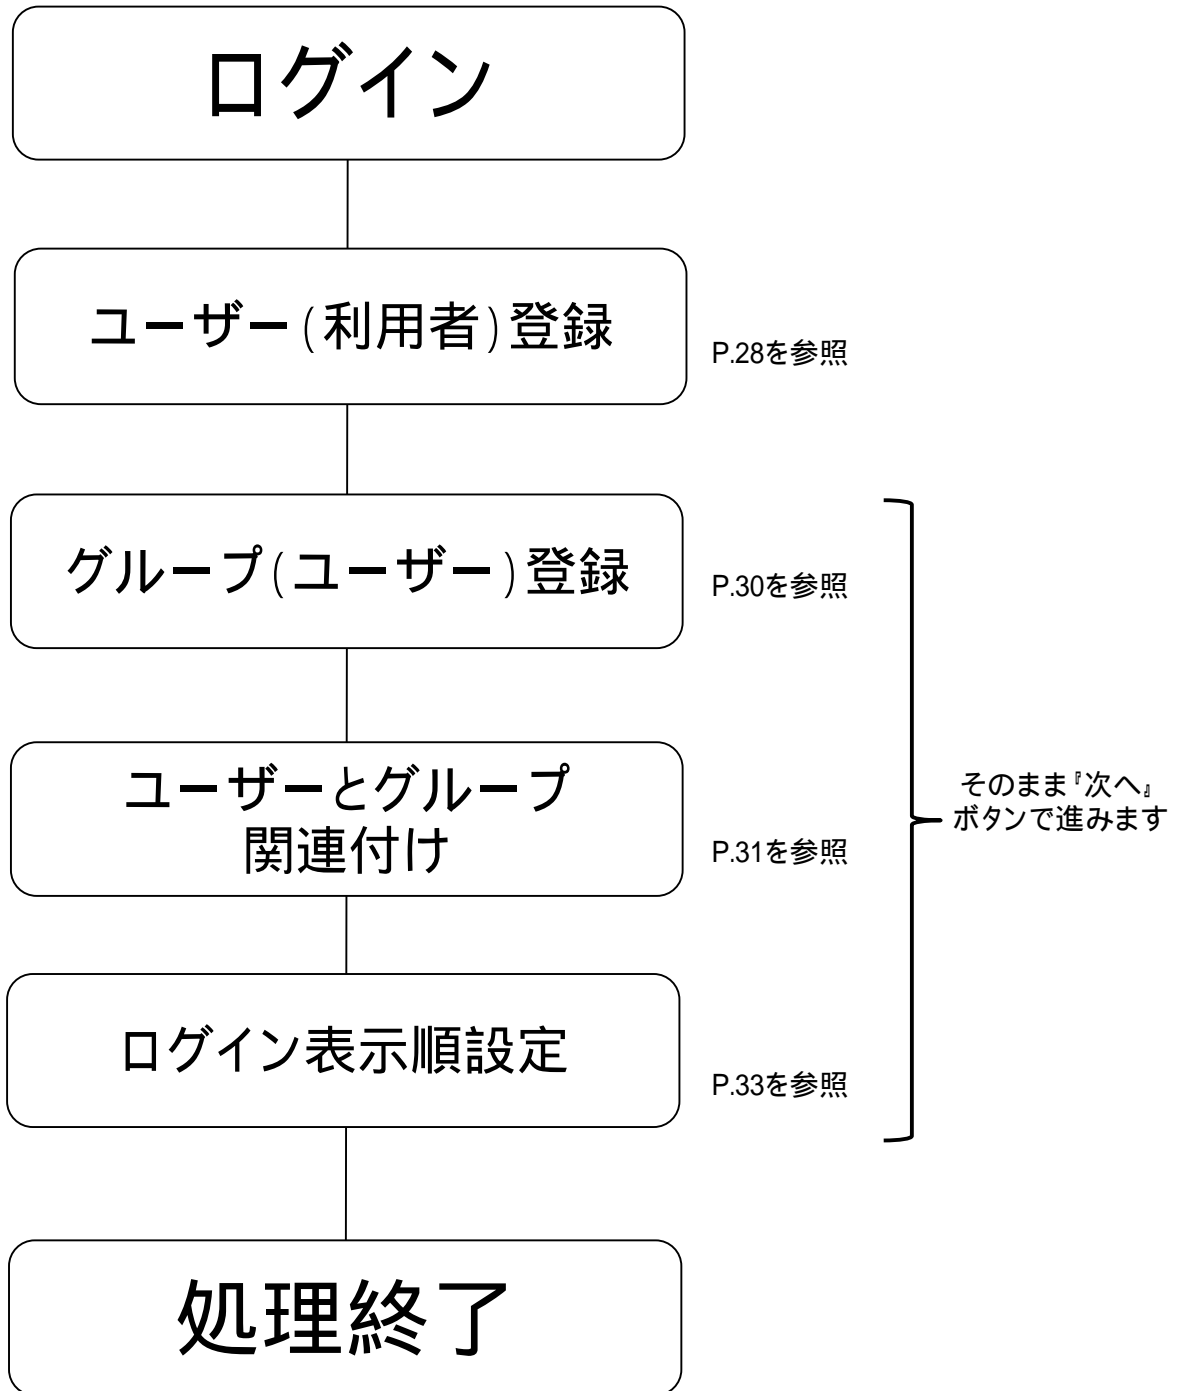 ログイン
ユーザー(利用者)登録
P.28を参照
グループ(ユーザー)登録
P.30を参照
ユーザーとグループ
関連付け
P.31を参照
そのまま『次へ』
ボタンで進みます
ログイン表示順設定
P.33を参照
処理終了